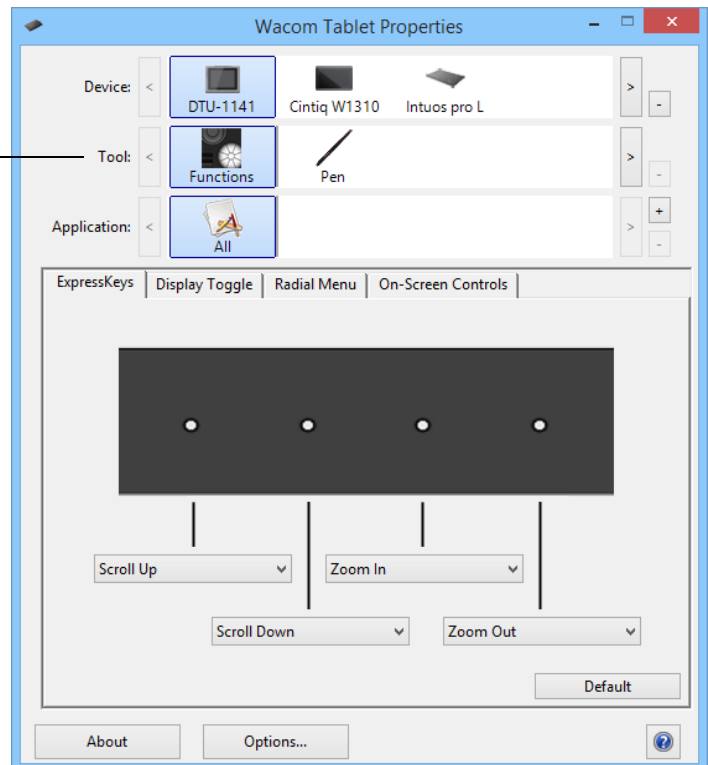 Wacom Tablet Properties
Device:
DTU-1141 Cintiq W1310 Intuos pro L
Tool:
Functions Pen
Application:
All
ExpressKeys Display Toggle Radial Menu On-Screen Controls
Scroll Up Zoom In
Scroll Down Zoom Out
Default
About Options...